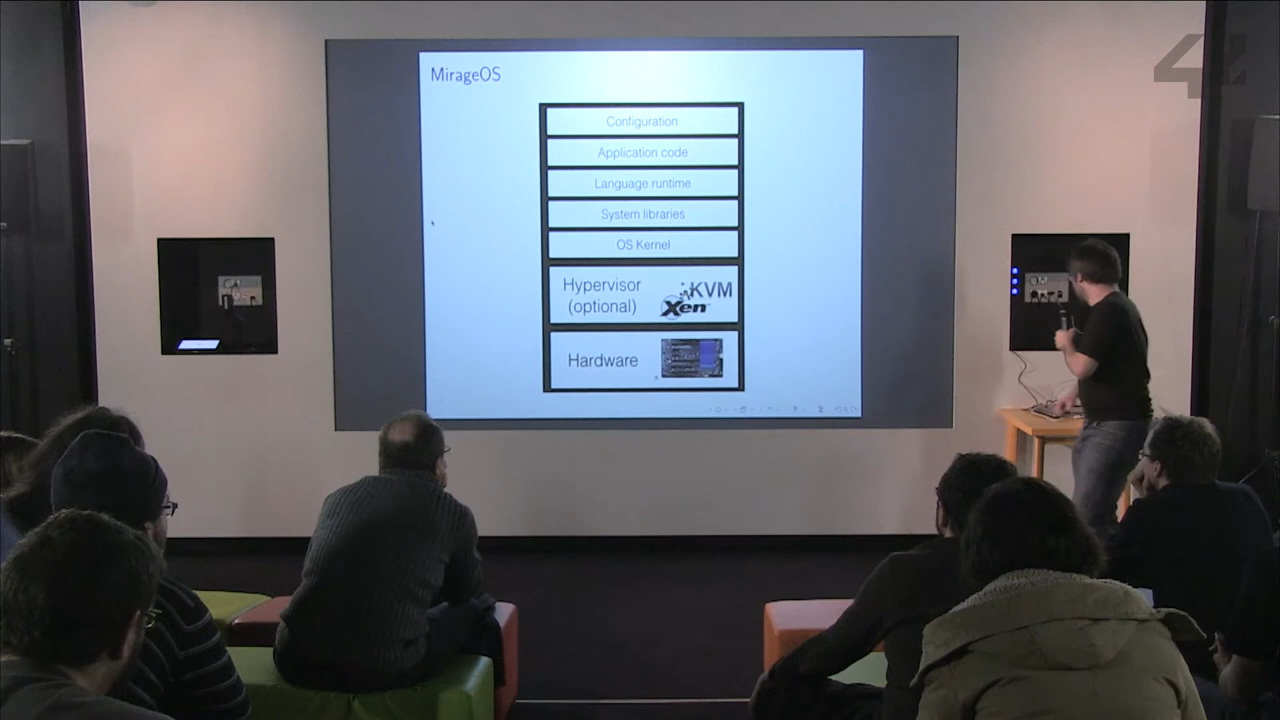 MirageOS
Configuration
Application code
Language runtime
System libraries
OS Kernel
Hypervisor
(optional)
KVM
Xen
Hardware